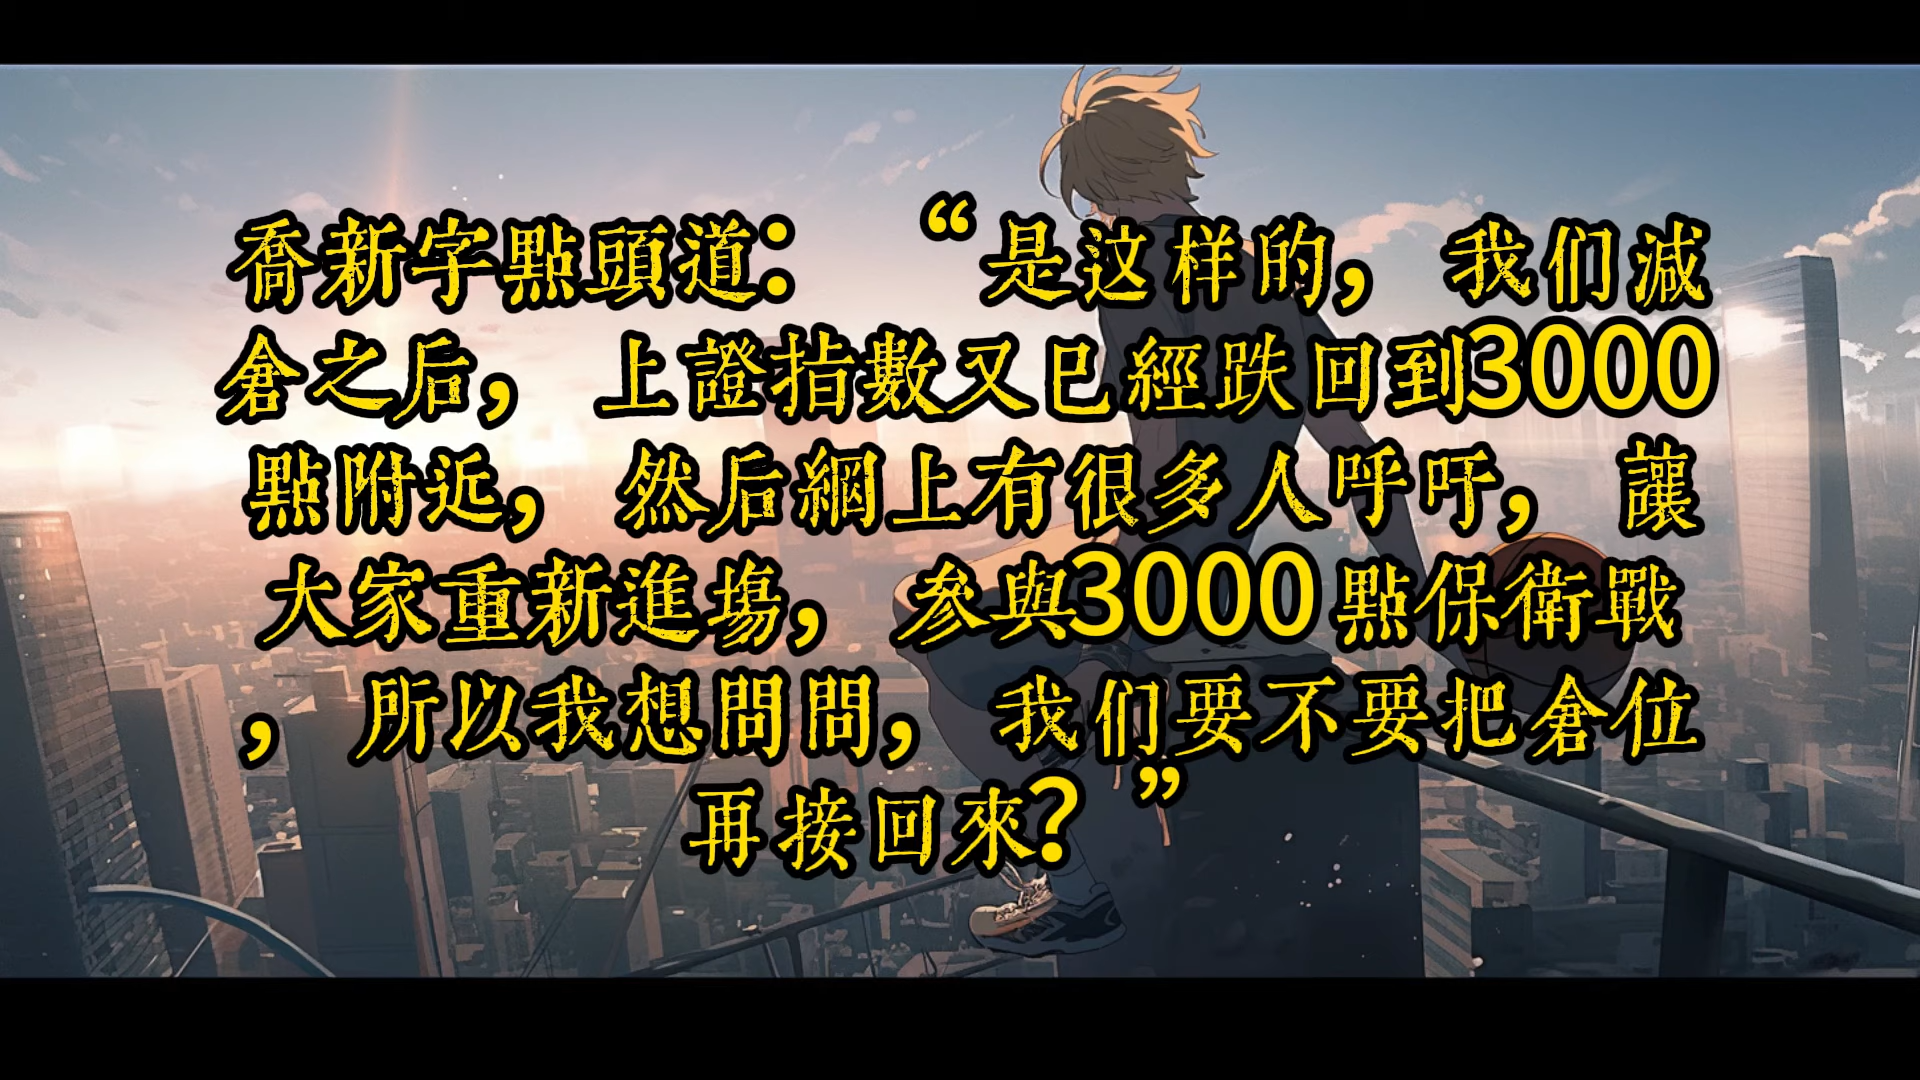 喬新字點頭道：“是这样的，我们減
倉之后，上證指數又已經跌回到3000
點附近，然后網上有很多人呼吁，讓
大家重新進場，参與3000點保衛戰
，所以我想問問，我们要不要把倉位
再接回來？”